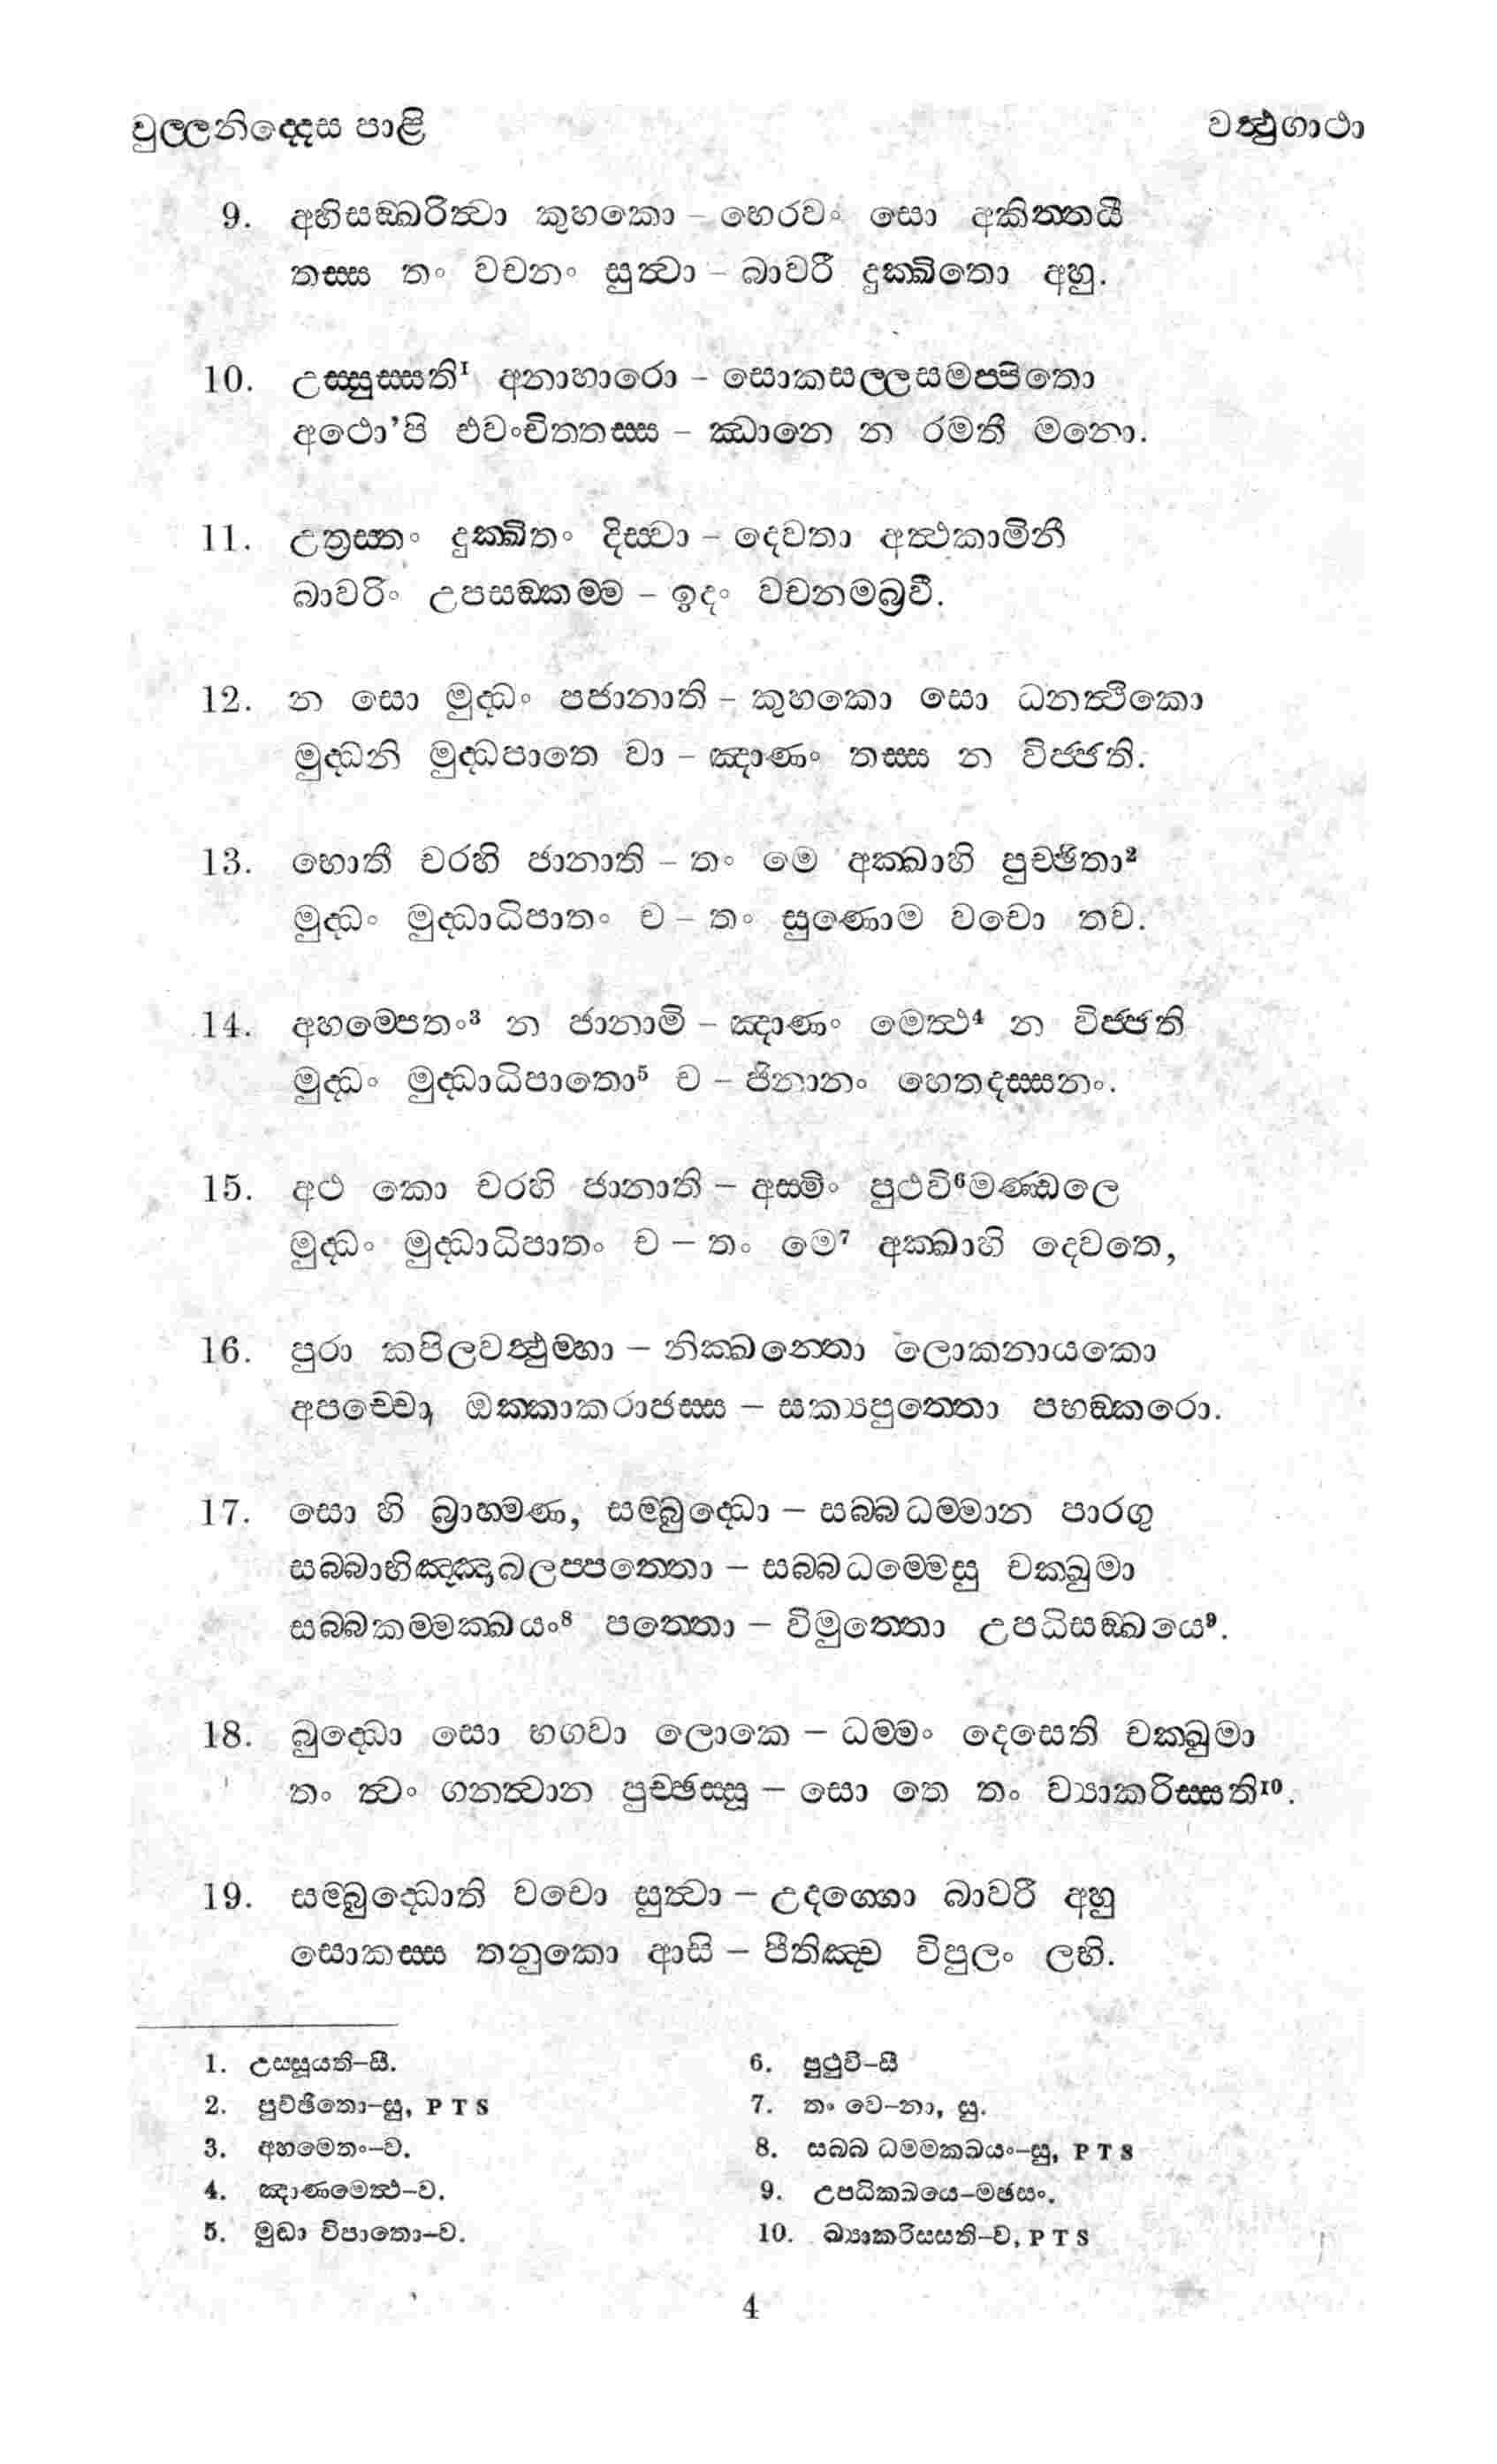 චුල්ලනිද්දෙස පාළි
වත්ථුගාථා
9. අභිසඞ්ඛරිත්වා කුහකො – භෙරවං සො අකිත්තයී
තස්ස තං වචනං සුත්වා – බාවරී දුක්ඛිතො අහු.
10. උස්සුස්සති¹ අනාහාරො – සොකසල්ලසමප්පිතො
අථො'පි එවංචිත්තස්ස – ඣානෙ න රමතී මනො.
11. උත්‍රස්තං දුක්ඛිතං දිස්වා – දෙවතා අත්ථකාමිනී
බාවරිං උපසඞ්කම්ම – ඉදං වචනමබ්‍රවී.
12. න සො මුද්ධං පජානාති – කුහකො සො ධනත්ථිකො
මුද්ධනි මුද්ධපාතෙ වා – ඤාණං තස්ස න විජ්ජති.
13. භොතී චරහි ජානාති – තං මෙ අක්ඛාහි පුච්ඡිතා²
මුද්ධං මුද්ධාධිපාතං ච – තං සුණොම වචො තව.
14. අහම්පෙතං³ න ජානාමි – ඤාණං මෙත්ථ⁴ න විජ්ජති
මුද්ධං මුද්ධාධිපාතො⁵ ච – ජිනානං හෙතදස්සනං.
15. අථ කො චරහි ජානාති – අස්මිං පුථවි⁶මණ්ඩලෙ
මුද්ධං මුද්ධාධිපාතං ච – තං මෙ⁷ අක්ඛාහි දෙවතෙ,
16. පුරා කපිලවත්ථුම්හා – නික්ඛන්තො ලොකනායකො
අපච්චො, ඔක්කාකරාජස්ස – සක්‍යපුත්තො පභඞ්කරො.
17. සො හි බ්‍රාහ්මණ, සම්බුද්ධො – සබ්බධම්මාන පාරගු
සබ්බාභිඤ්ඤාබලප්පත්තො – සබ්බධම්මෙසු චක්ඛුමා
සබ්බකම්මක්ඛයං⁸ පත්තො – විමුත්තො උපධිසඞ්ඛයෙ⁹.
18. බුද්ධො සො භගවා ලොකෙ – ධම්මං දෙසෙති චක්ඛුමා
තං ත්වං ගන්ත්වාන පුච්ඡස්සු – සො තෙ තං ව්‍යාකරිස්සති¹⁰.
19. සම්බුද්ධොති වචො සුත්වා – උදග්ගො බාවරී අහු
සොකස්ස තනුකො ආසි – පීතිඤ්ච විපුලං ලභි.
1. උස්සූයති–සී.
2. පුච්ඡිතො–සු, P T S
3. අහමෙතං–ව.
4. ඤාණමෙත්ථ–ව.
5. මුඩා විපාතො–ව.
6. පුථුවි–සී
7. තං වෙ–නා, සු.
8. සබ්බ ධම්මක්ඛයං–සු, P T S
9. උපධික්ඛයෙ–මඡසං.
10. බ්‍යාකරිස්සති–ව, P T S
4